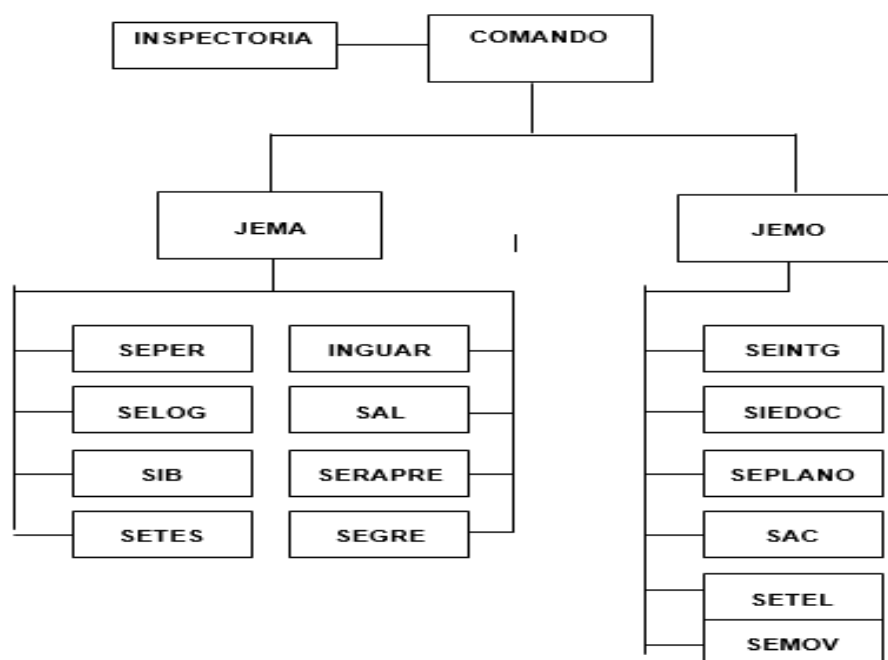 INSPECTORIA
COMANDO
JEMA
JEMO
SEPER
INGUAR
SEINTG
SELOG
SAL
SIEDOC
SIB
SERAPRE
SEPLANO
SETES
SEGRE
SAC
SETEL
SEMOV